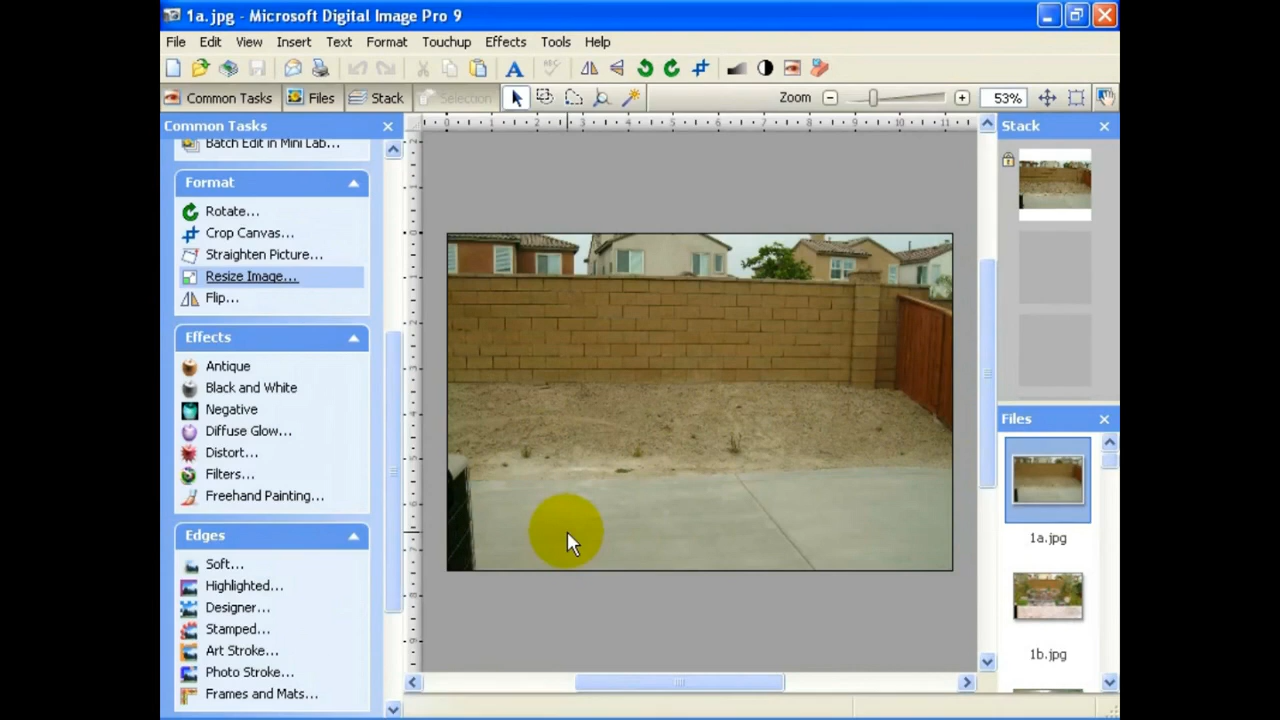 1a.jpg - Microsoft Digital Image Pro 9
File Edit View Insert Text Format Touchup Effects Tools Help
Common Tasks Files Stack Selection Zoom 53%
Common Tasks
Batch Edit in Mini Lab...
Format
Rotate...
Crop Canvas...
Straighten Picture...
Resize Image...
Flip...
Effects
Antique
Black and White
Negative
Diffuse Glow...
Distort...
Filters...
Freehand Painting...
Edges
Soft...
Highlighted...
Designer...
Stamped...
Art Stroke...
Photo Stroke...
Frames and Mats...
Stack
Files
1a.jpg
1b.jpg